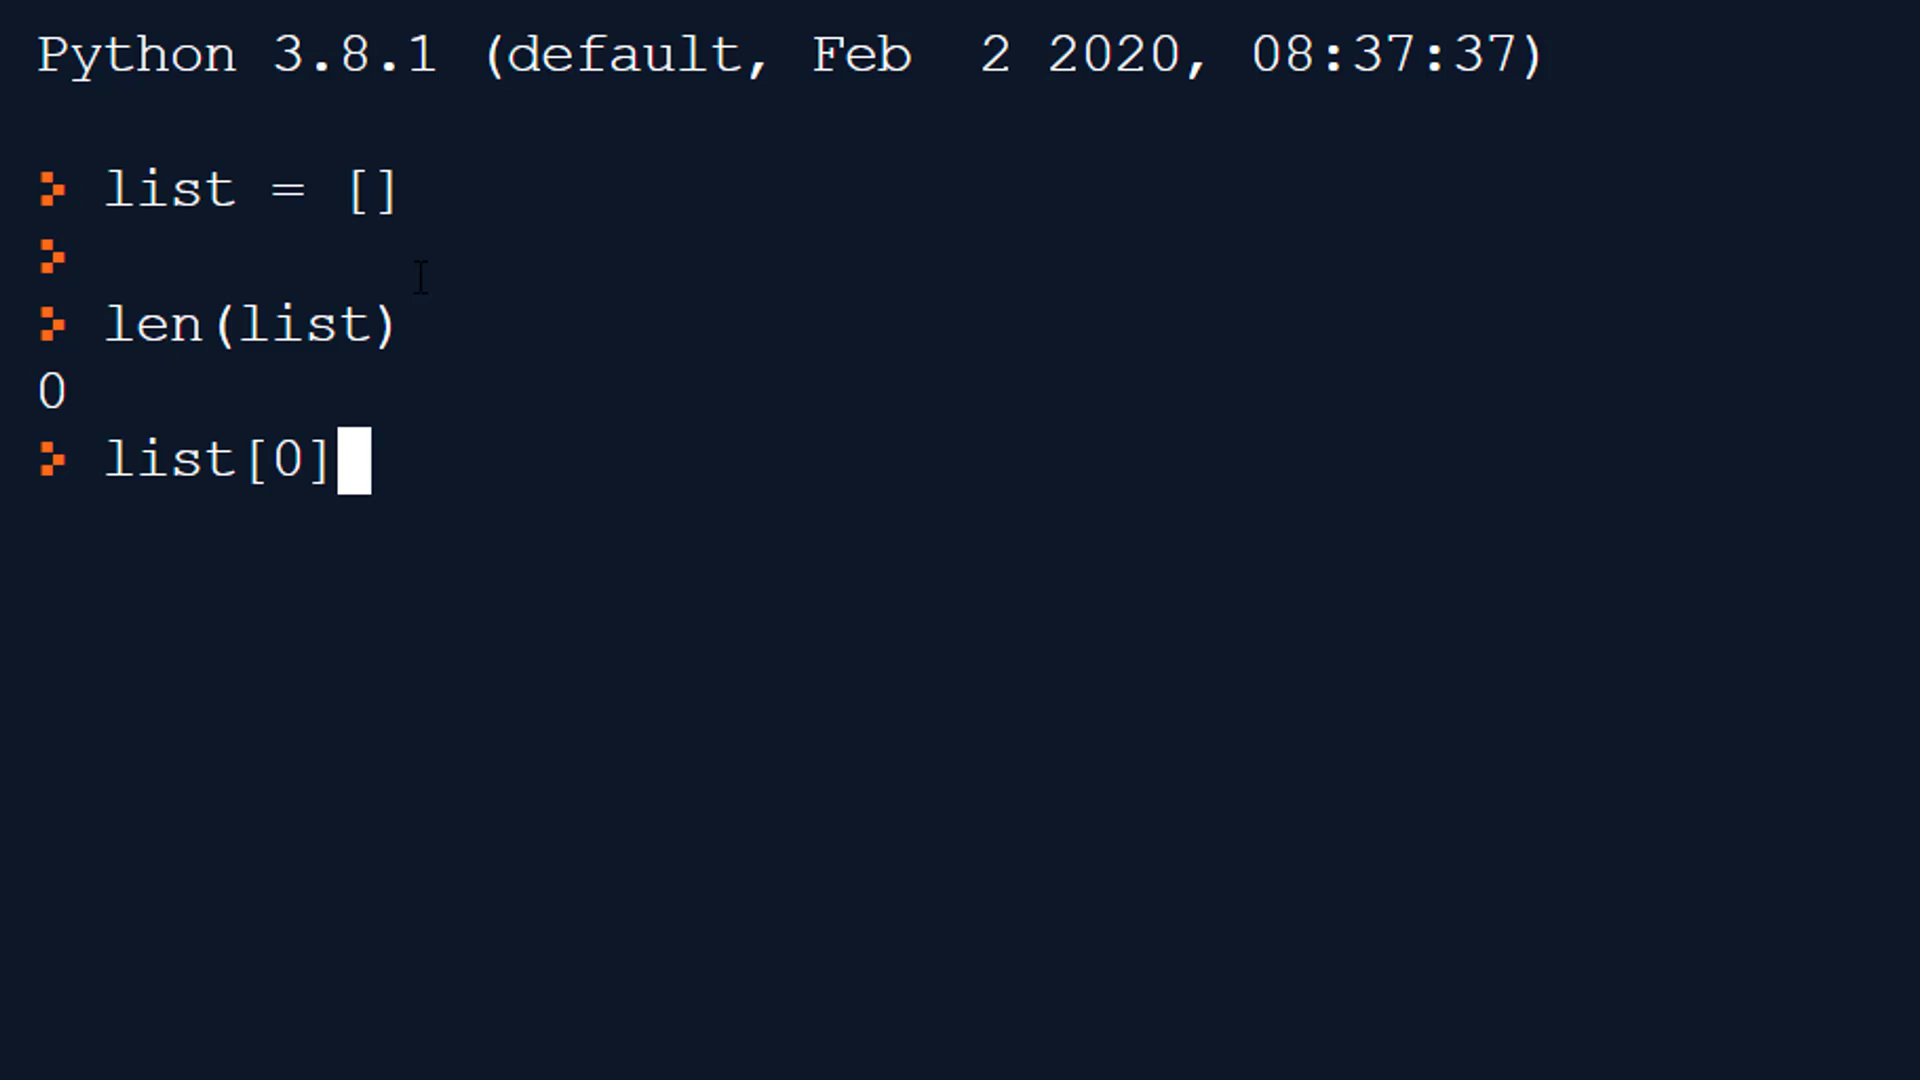 Python 3.8.1 (default, Feb  2 2020, 08:37:37)
list = []
len(list)
0
list[0]